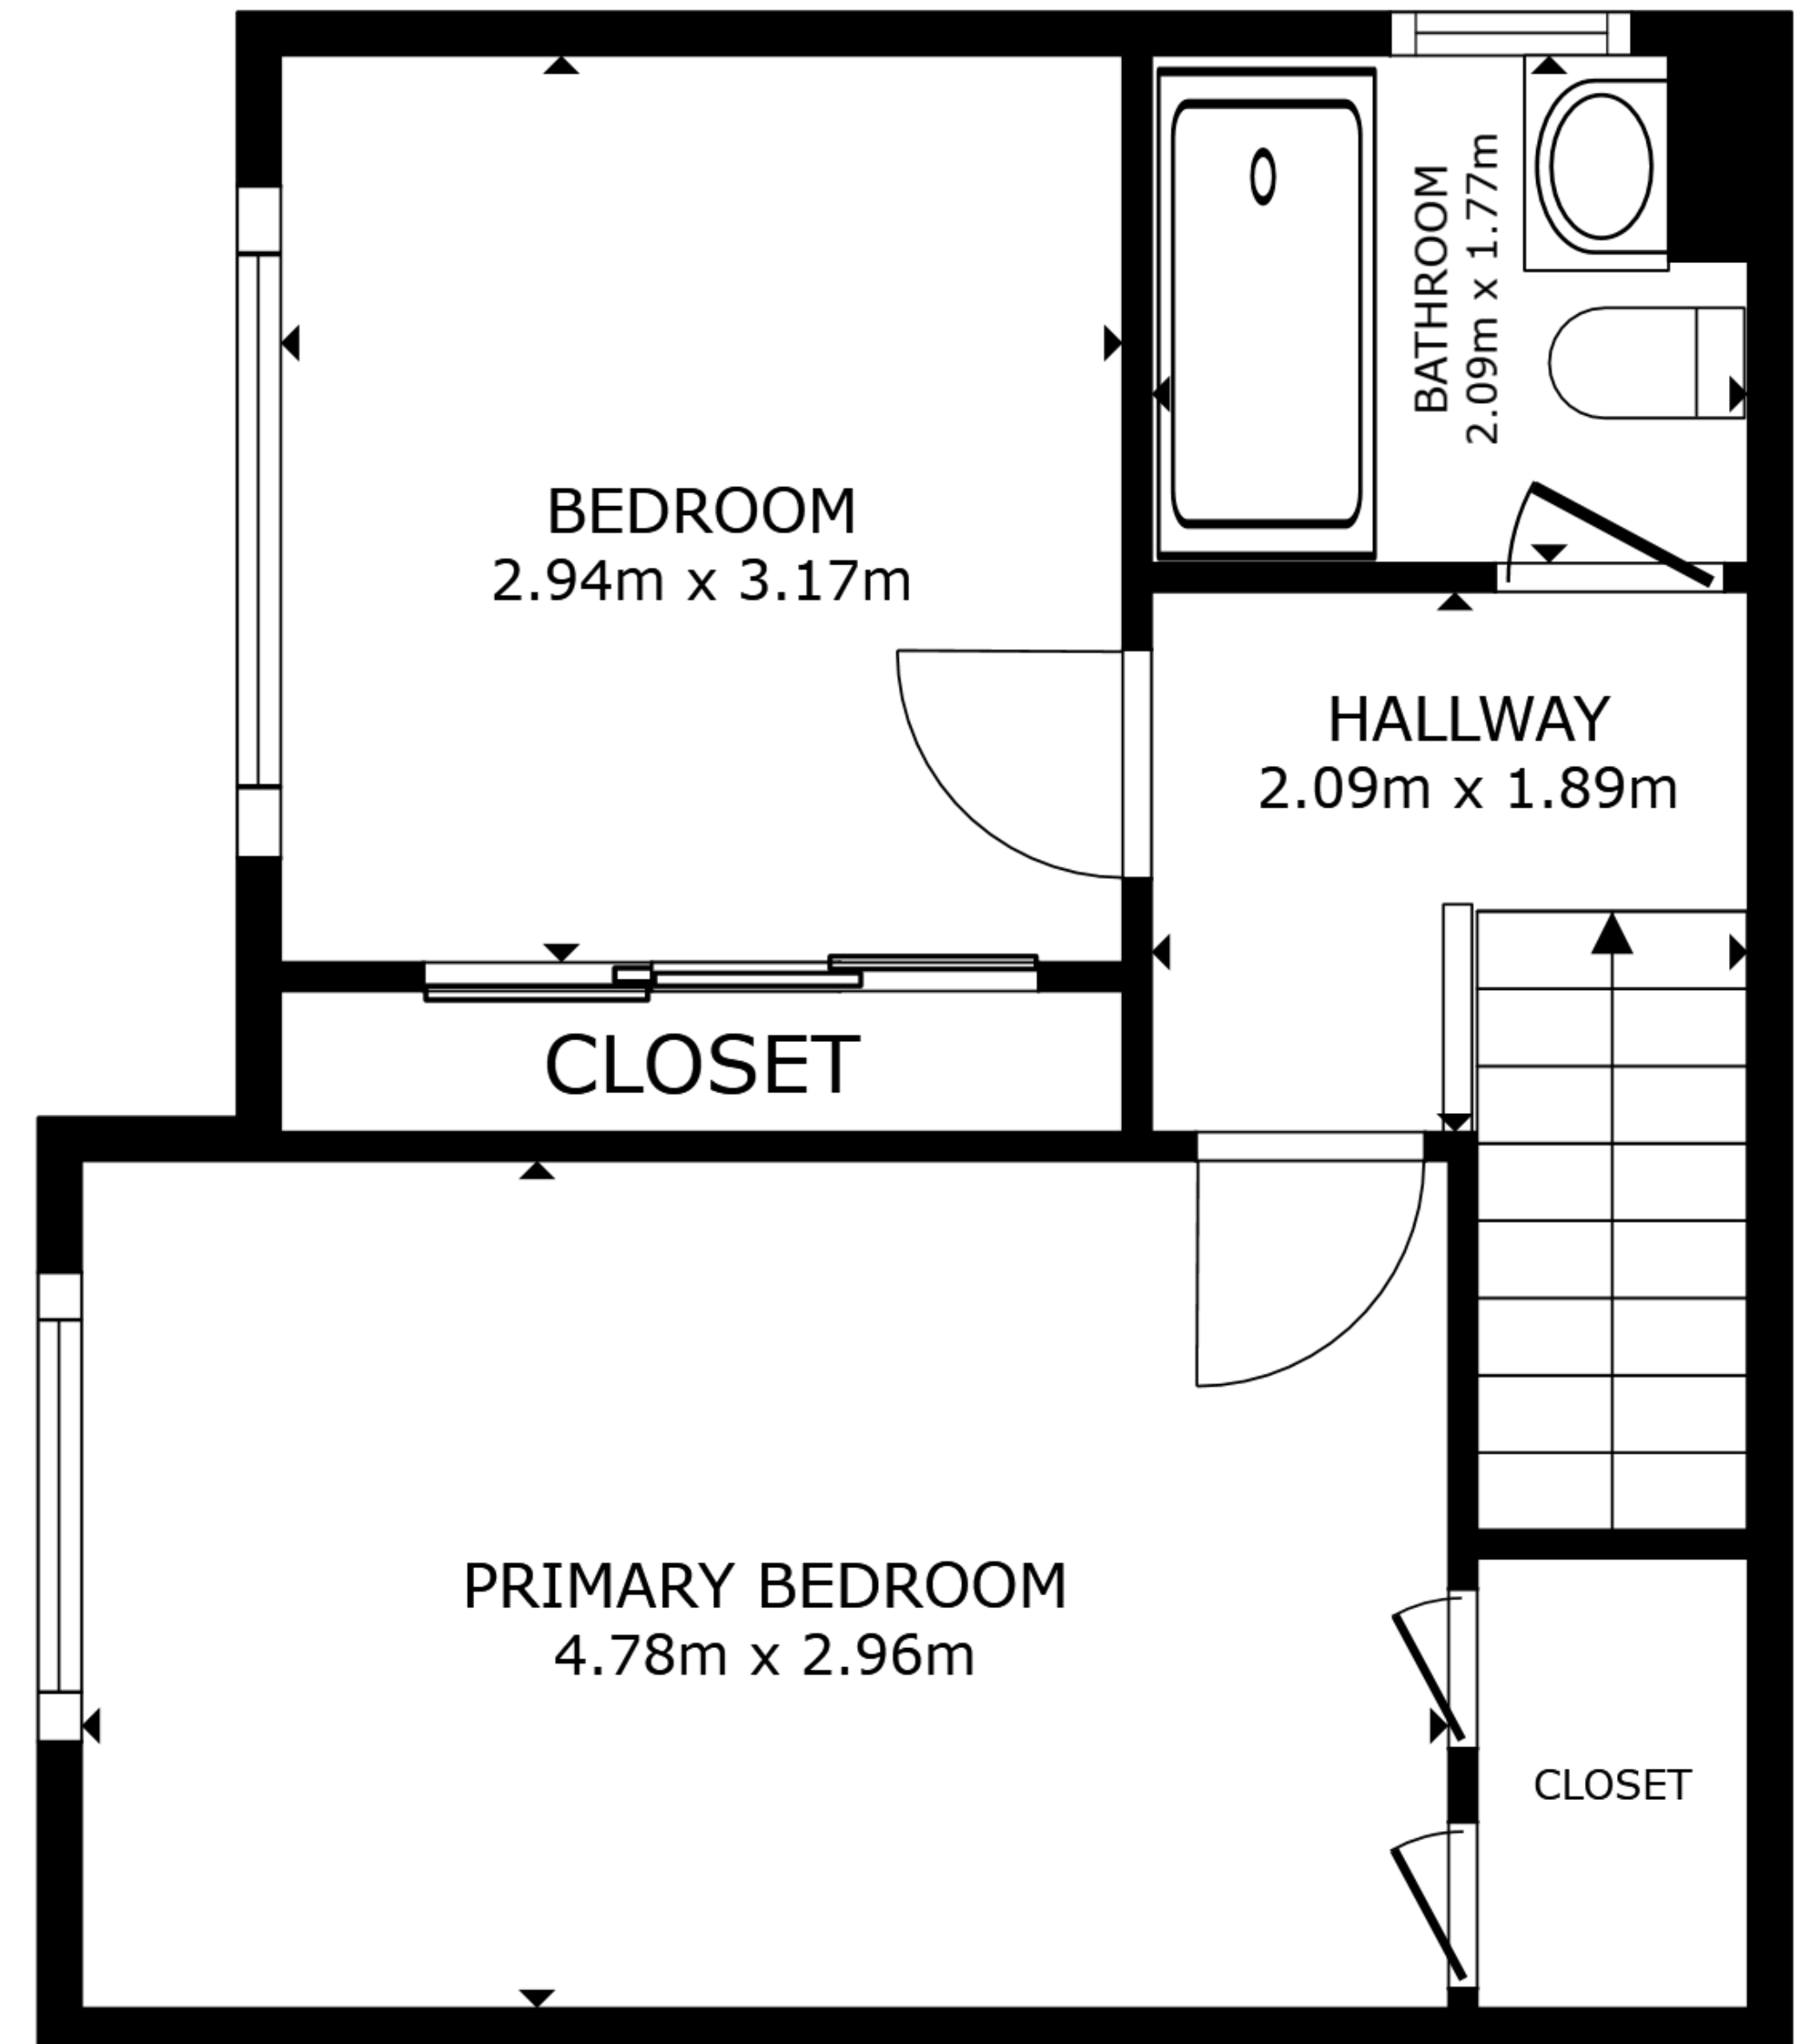 BATHROOM
2.09m x 1.77m
BEDROOM
2.94m x 3.17m
HALLWAY
2.09m x 1.89m
CLOSET
PRIMARY BEDROOM
4.78m x 2.96m
CLOSET